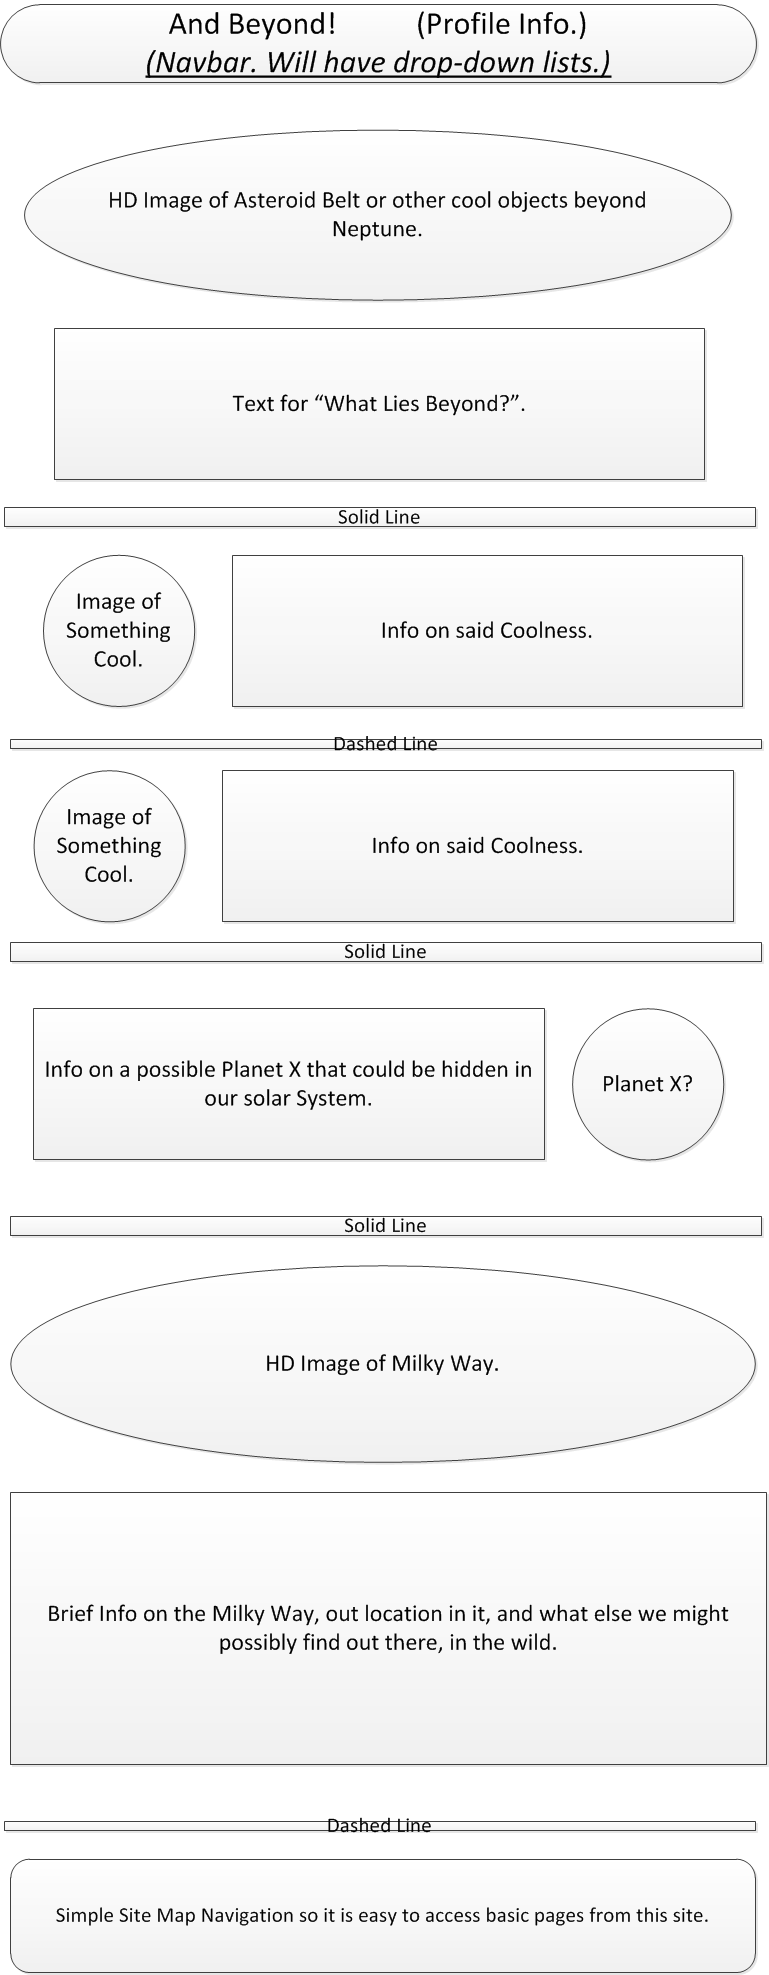 And Beyond! (Profile Info.)
(Navbar. Will have drop-down lists.)
HD Image of Asteroid Belt or other cool objects beyond
Neptune.
Text for “What Lies Beyond?”.
Solid Line
Image of
Something
Cool.
Info on said Coolness.
Dashed Line
Image of
Something
Cool.
Info on said Coolness.
Solid Line
Info on a possible Planet X that could be hidden in
our solar System.
Planet X?
Solid Line
HD Image of Milky Way.
Brief Info on the Milky Way, out location in it, and what else we might
possibly find out there, in the wild.
Dashed Line
Simple Site Map Navigation so it is easy to access basic pages from this site.